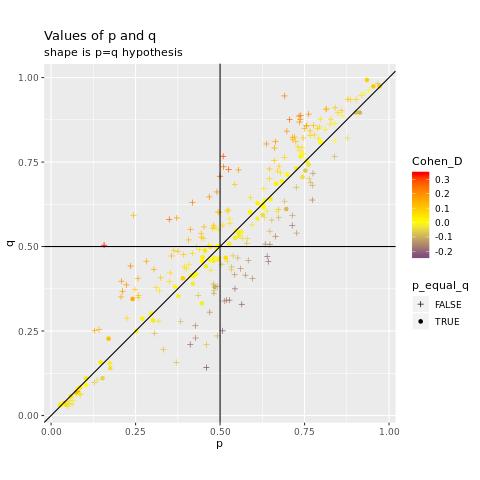 Values of p and q
shape is p=q hypothesis
1.00
0.75
0.50
0.25
0.00
q
0.00 0.25 0.50 0.75 1.00
p
Cohen_D
0.3
0.2
0.1
0.0
-0.1
-0.2
p_equal_q
FALSE
TRUE